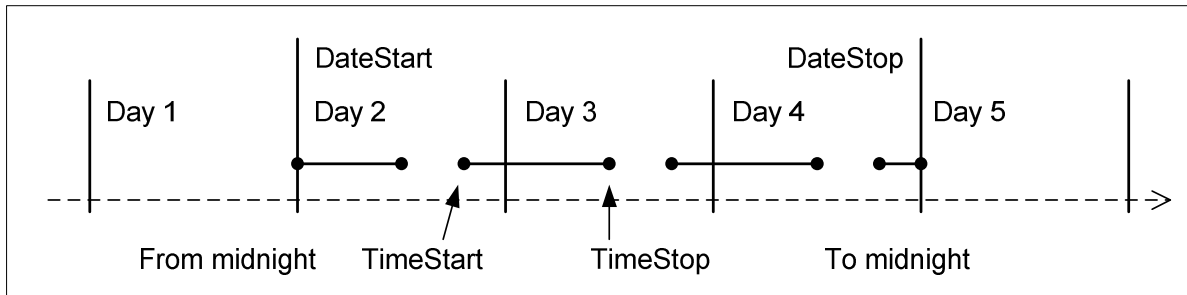 DateStart
DateStop
Day 1
Day 2
Day 3
Day 4
Day 5
From midnight
TimeStart
TimeStop
To midnight